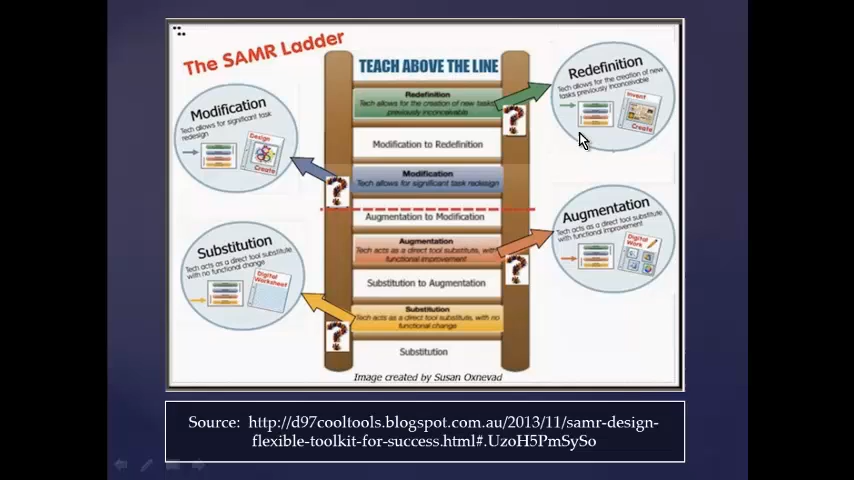 The SAMR Ladder
TEACH ABOVE THE LINE
Redefinition
Tech allows for the creation of new tasks
previously inconceivable
Modification to Redefinition
Modification
Tech allows for significant task redesign
Augmentation to Modification
Augmentation
Tech acts as a direct tool substitute, with
functional improvement
Substitution to Augmentation
Substitution
Tech acts as a direct tool substitute, with no
functional change
Substitution
Modification
Tech allows for significant task
redesign
Design
Create
Substitution
Tech acts as a direct tool substitute
with no functional change
Digital
Worksheet
Redefinition
Tech allows for the creation of new
tasks previously inconceivable
Invent
Create
Augmentation
Tech acts as a direct tool substitute
with functional improvement
Digital
Work
?
?
?
?
Image created by Susan Oxnevad
Source: http://d97cooltools.blogspot.com.au/2013/11/samr-design-
flexible-toolkit-for-success.html#.UzoH5PmSySo